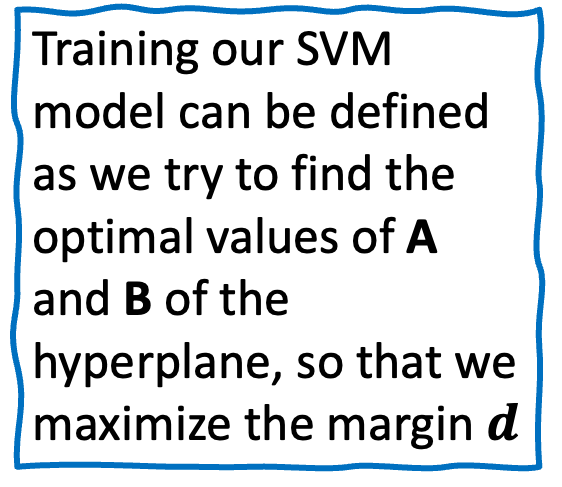 Training our SVM
model can be defined
as we try to find the
optimal values of A
and B of the
hyperplane, so that we
maximize the margin d